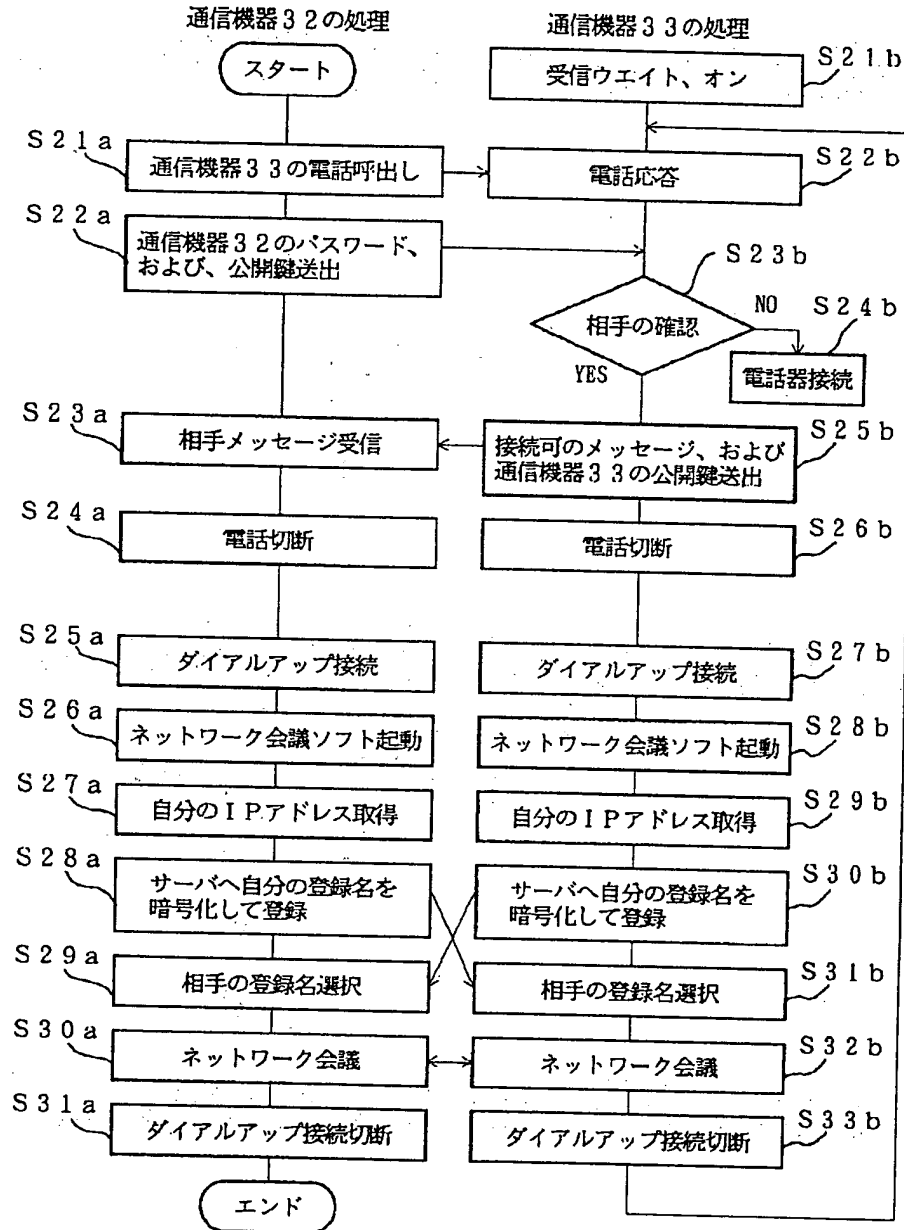 通信機器３２の処理
スタート
S21a
通信機器３３の電話呼出し
S22a
通信機器３２のパスワード、
および、公開鍵送出
S23a
相手メッセージ受信
S24a
電話切断
S25a
ダイアルアップ接続
S26a
ネットワーク会議ソフト起動
S27a
自分のＩＰアドレス取得
S28a
サーバへ自分の登録名を
暗号化して登録
S29a
相手の登録名選択
S30a
ネットワーク会議
S31a
ダイアルアップ接続切断
エンド
通信機器３３の処理
S21b
受信ウエイト、オン
S22b
電話応答
S23b
相手の確認
NO
YES
S24b
電話器接続
S25b
接続可のメッセージ、および
通信機器３３の公開鍵送出
S26b
電話切断
S27b
ダイアルアップ接続
S28b
ネットワーク会議ソフト起動
S29b
自分のＩＰアドレス取得
S30b
サーバへ自分の登録名を
暗号化して登録
S31b
相手の登録名選択
S32b
ネットワーク会議
S33b
ダイアルアップ接続切断